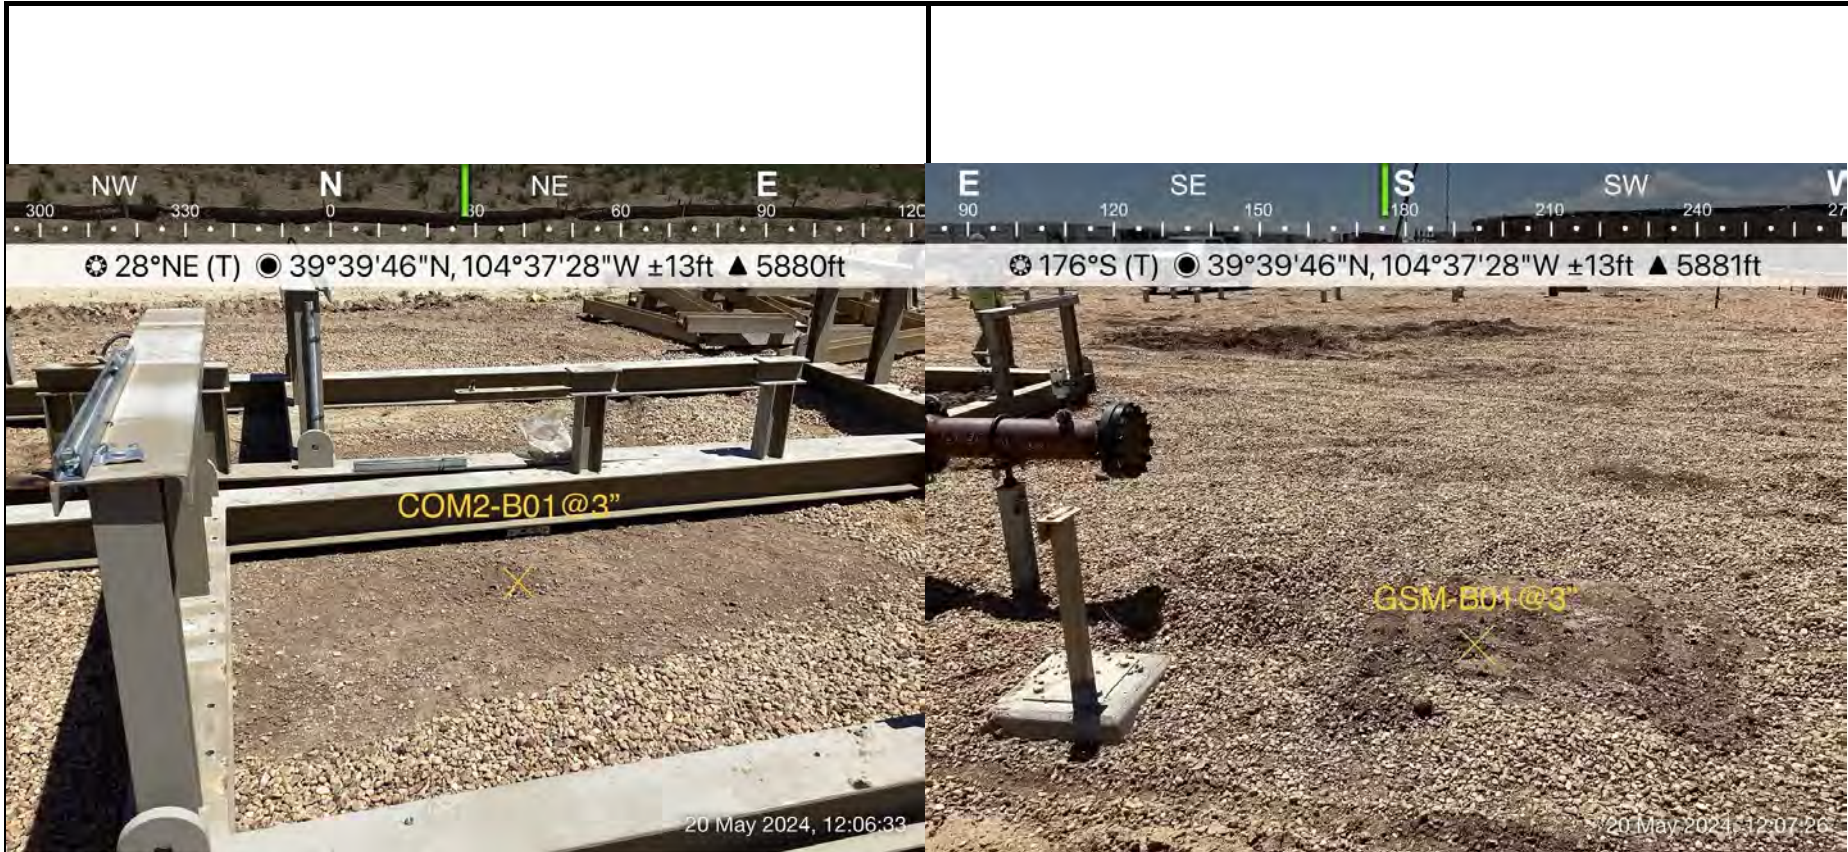 NW N NE E
300 330 0 30 60 90 120
28°NE (T) 39°39'46"N, 104°37'28"W ±13ft ▲ 5880ft
COM2-B01@3”
20 May 2024, 12:06:33
E SE S SW W
90 120 150 180 210 240 27
176°S (T) 39°39'46"N, 104°37'28"W ±13ft ▲ 5881ft
GSM-B01@3”
20 May 2024, 12:07:26